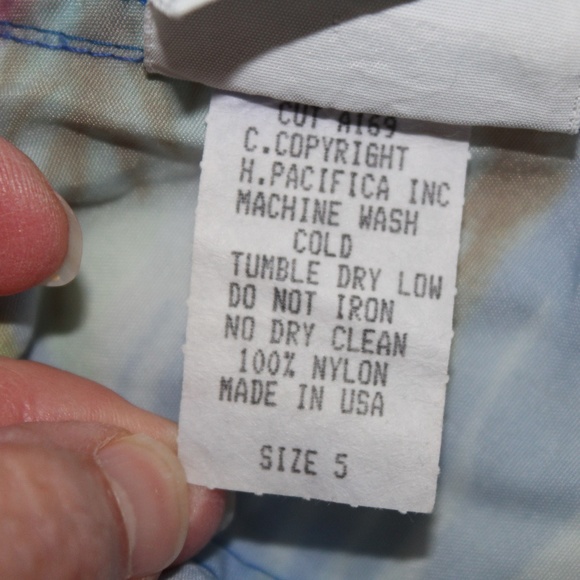 CUT A169
C.COPYRIGHT
H.PACIFICA INC
MACHINE WASH
COLD
TUMBLE DRY LOW
DO NOT IRON
NO DRY CLEAN
100% NYLON
MADE IN USA
SIZE 5